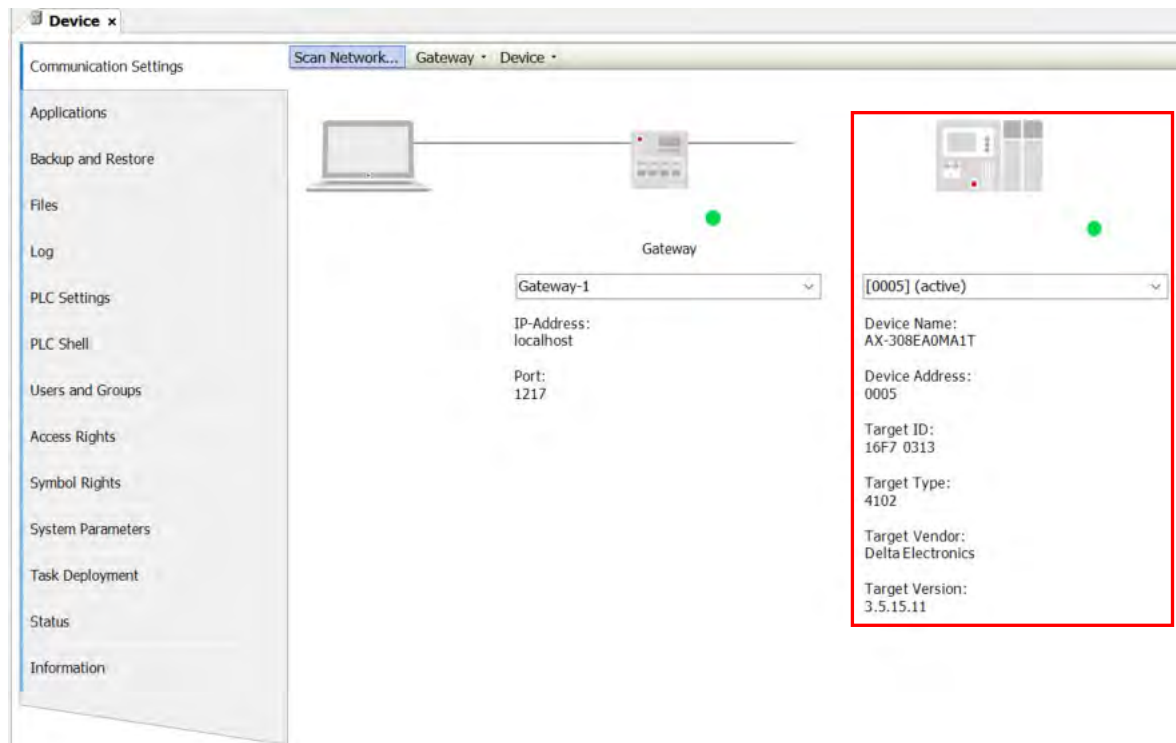 Device ×
Communication Settings
Applications
Backup and Restore
Files
Log
PLC Settings
PLC Shell
Users and Groups
Access Rights
Symbol Rights
System Parameters
Task Deployment
Status
Information
Scan Network... Gateway Device
Gateway
Gateway-1
IP-Address:
localhost
Port:
1217
[0005] (active)
Device Name:
AX-308EA0MA1T
Device Address:
0005
Target ID:
16F7 0313
Target Type:
4102
Target Vendor:
Delta Electronics
Target Version:
3.5.15.11